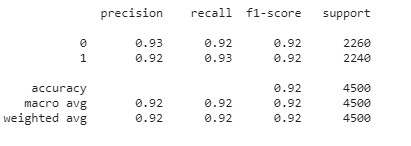 precision recall f1-score support
0 0.93 0.92 0.92 2260
1 0.92 0.93 0.92 2240
accuracy 0.92 4500
macro avg 0.92 0.92 0.92 4500
weighted avg 0.92 0.92 0.92 4500